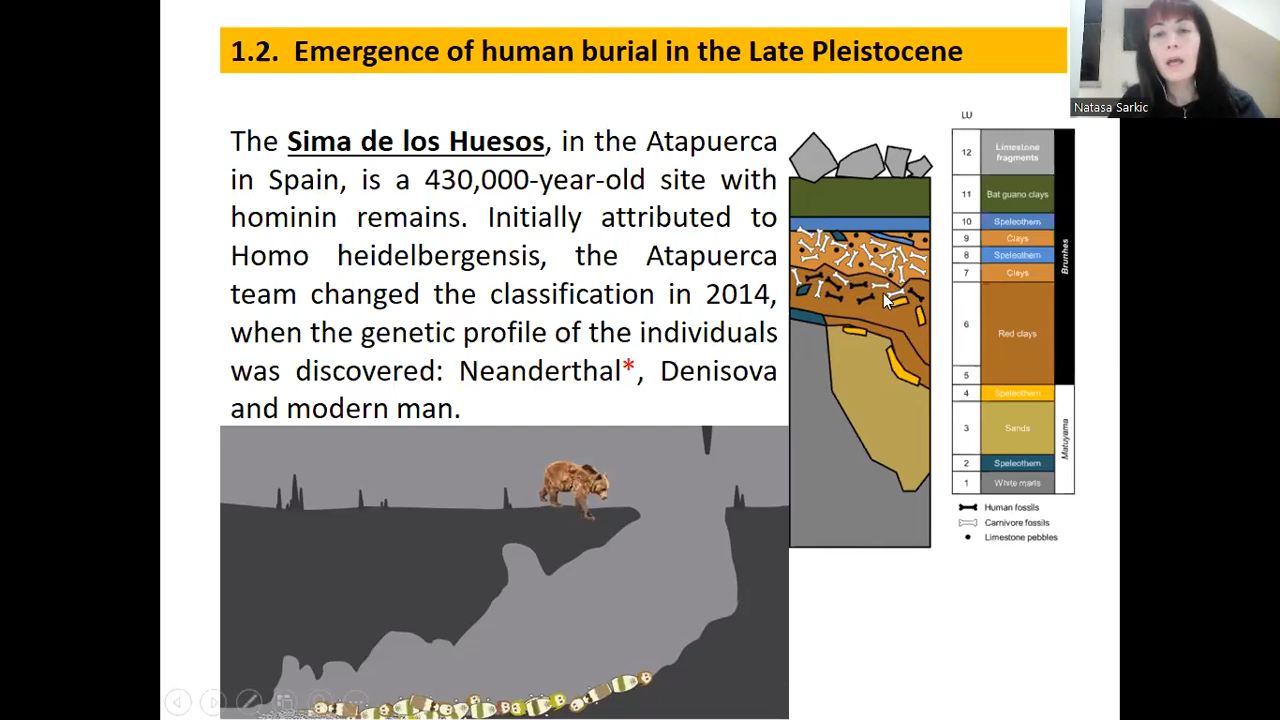 1.2. Emergence of human burial in the Late Pleistocene
Natasa Sarkic
The Sima de los Huesos, in the Atapuerca
in Spain, is a 430,000-year-old site with
hominin remains. Initially attributed to
Homo heidelbergensis, the Atapuerca
team changed the classification in 2014,
when the genetic profile of the individuals
was discovered: Neanderthal*, Denisova
and modern man.
LU
12 Limestone
fragments
11 Bat guano clays
10 Speleothem
9 Clays
8 Speleothem
7 Clays
6 Red clays
5
4 Speleothem
3 Sands
2 Speleothem
1 White marls
Brunhes
Matuyama
Human fossils
Carnivore fossils
Limestone pebbles